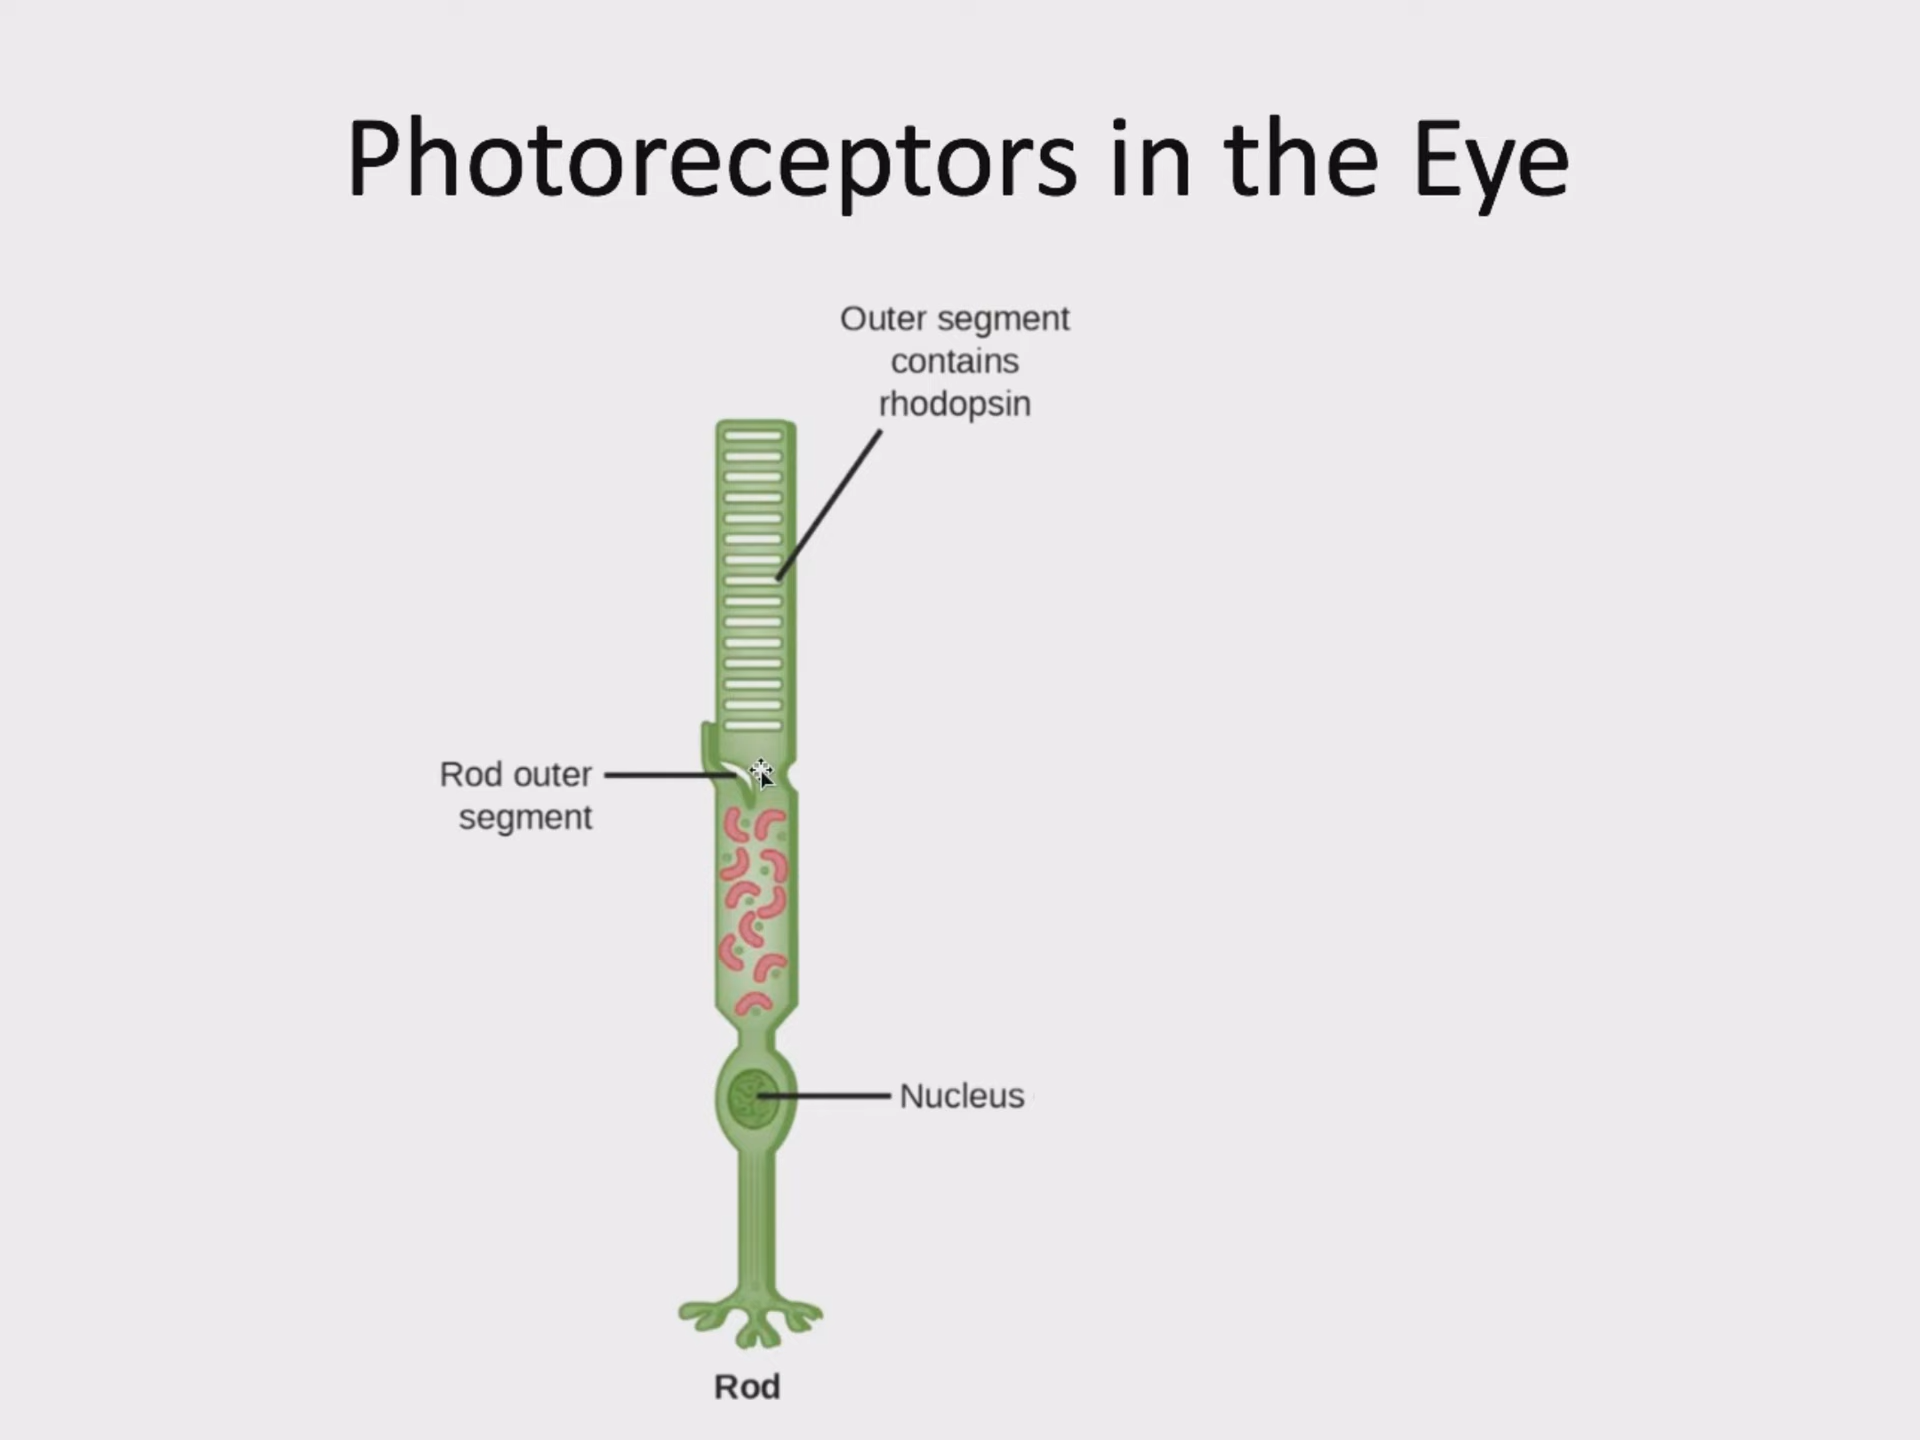 Photoreceptors in the Eye
Outer segment
contains
rhodopsin
Rod outer
segment
Nucleus
Rod